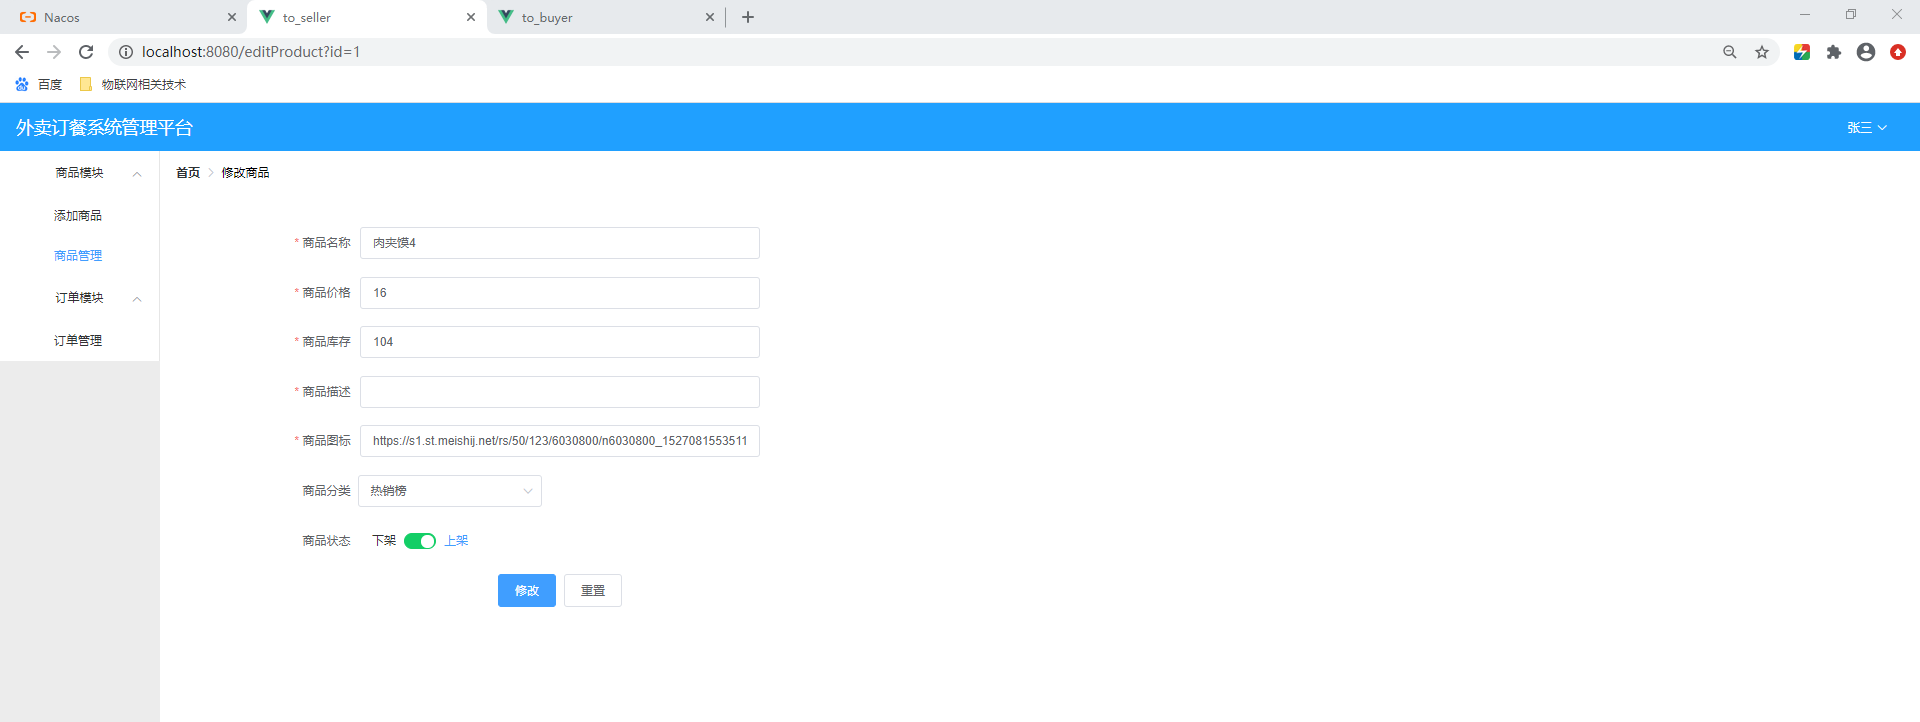 Nacos
to_seller
to_buyer
localhost:8080/editProduct?id=1
百度
物联网相关技术
外卖订餐系统管理平台
张三
商品模块
添加商品
商品管理
订单模块
订单管理
首页 修改商品
* 商品名称 肉夹馍4
* 商品价格 16
* 商品库存 104
* 商品描述
* 商品图标 https://s1.st.meishij.net/rs/50/123/6030800/n6030800_1527081553511
商品分类 热销榜
商品状态 下架 上架
修改 重置